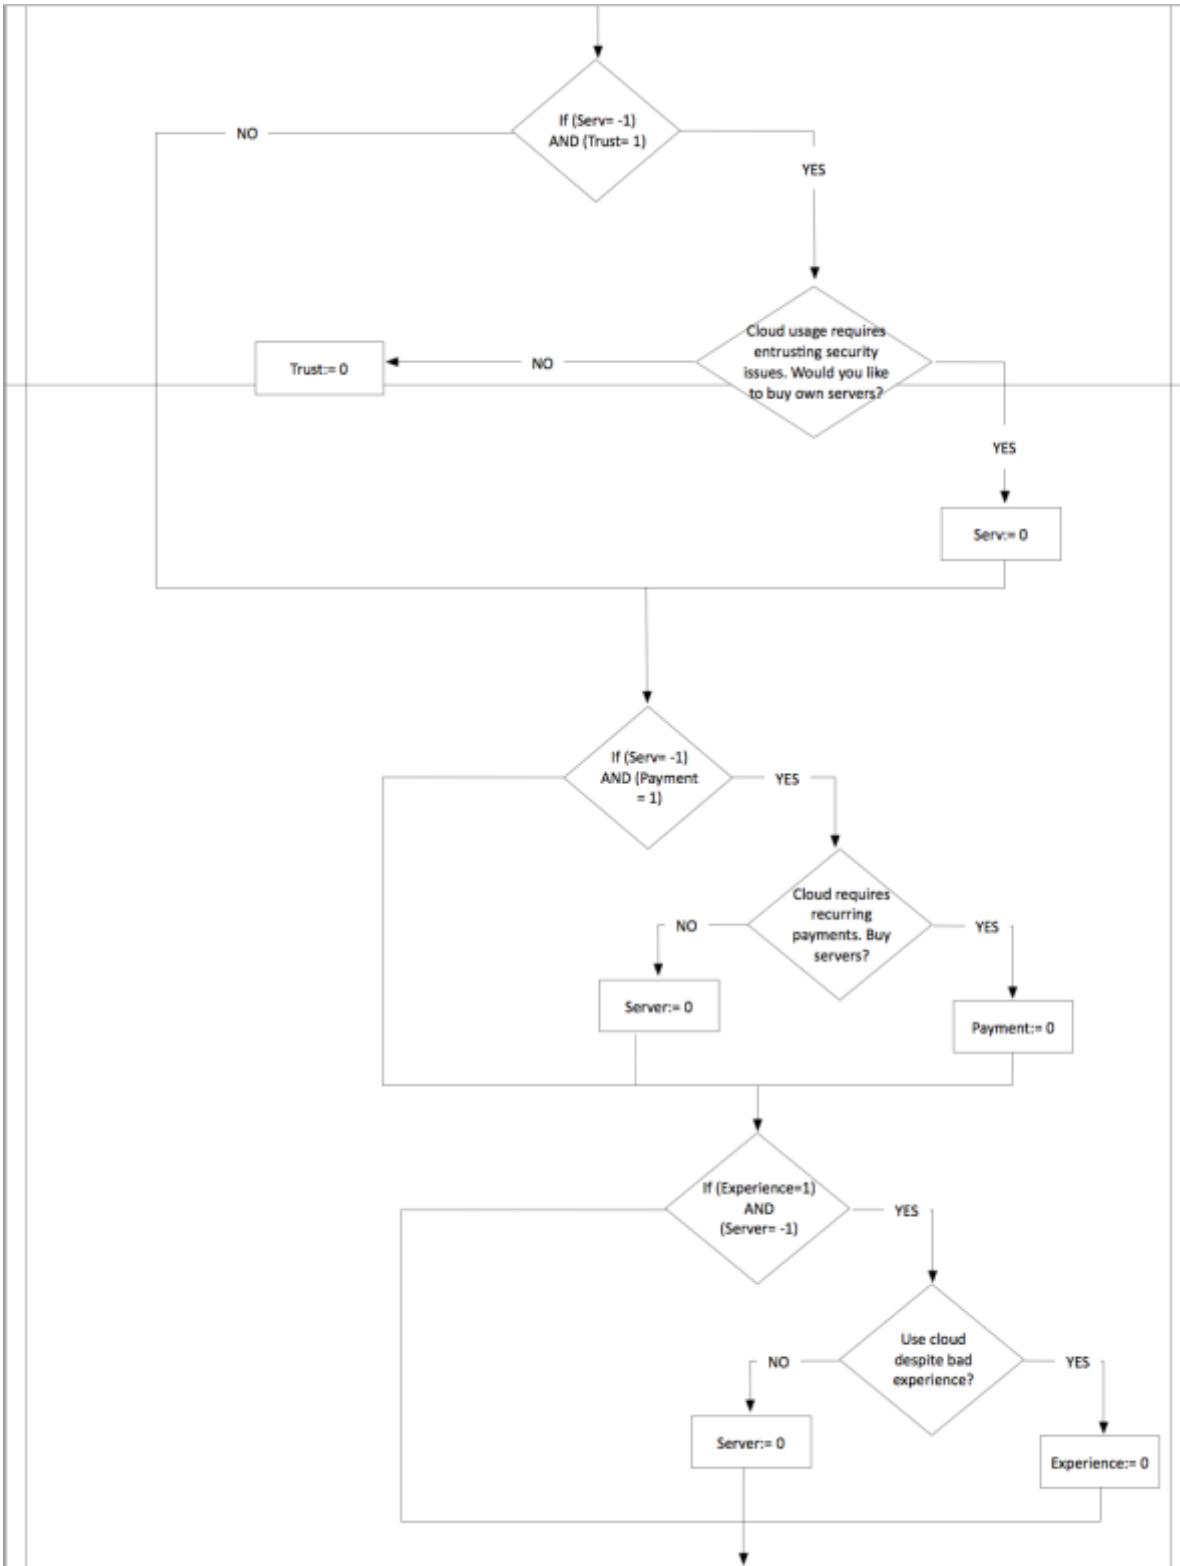 If (Serv= -1)
AND (Trust= 1)
NO
YES
Cloud usage requires
entrusting security
issues. Would you like
to buy own servers?
NO
Trust:= 0
YES
Serv:= 0
If (Serv= -1)
AND (Payment
= 1)
YES
Cloud requires
recurring
payments. Buy
servers?
NO
YES
Server:= 0
Payment:= 0
If (Experience=1)
AND
(Server= -1)
YES
Use cloud
despite bad
experience?
NO
YES
Server:= 0
Experience:= 0